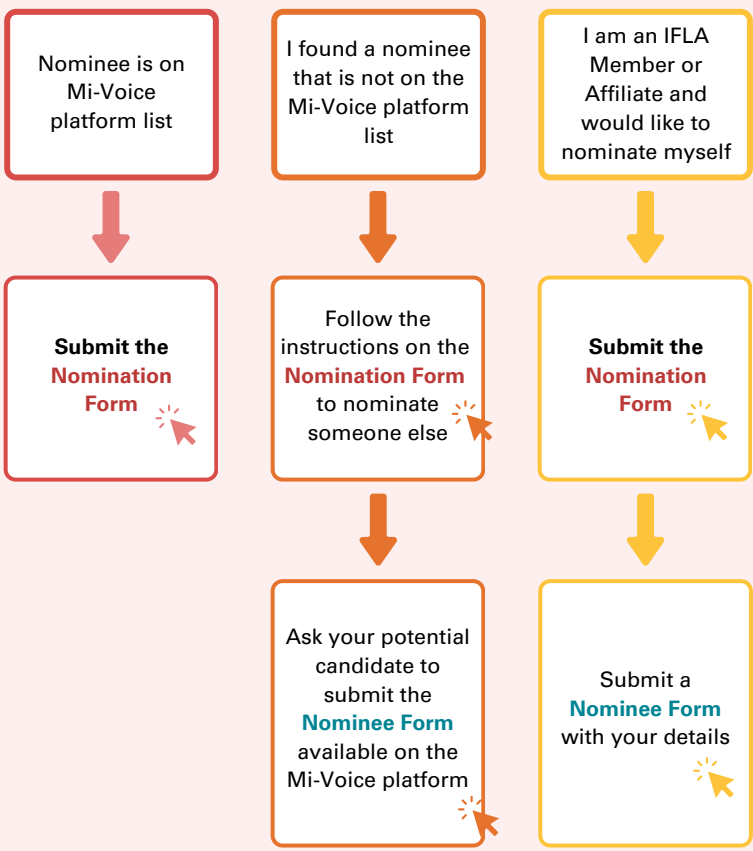 Nominee is on
Mi-Voice
platform list
I found a nominee
that is not on the
Mi-Voice platform
list
I am an IFLA
Member or
Affiliate and
would like to
nominate myself
Submit the
Nomination
Form
Follow the
instructions on the
Nomination Form
to nominate
someone else
Submit the
Nomination
Form
Ask your potential
candidate to
submit the
Nominee Form
available on the
Mi-Voice platform
Submit a
Nominee Form
with your details